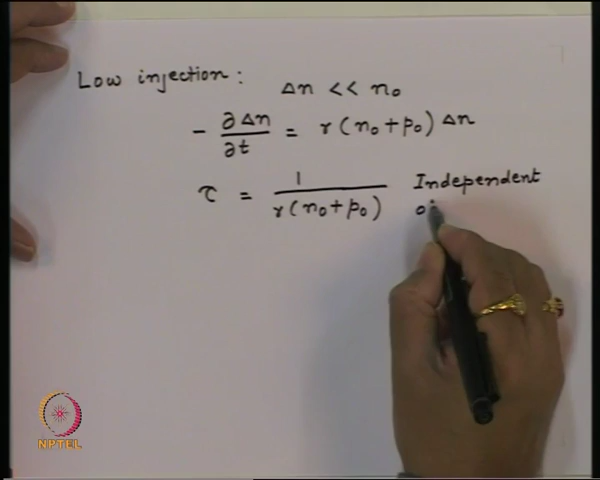 Low injection:
Δn << n₀
- ∂Δn/∂t = r(n₀+p₀) Δn
τ = 1/r(n₀+p₀) Independent
NPTEL